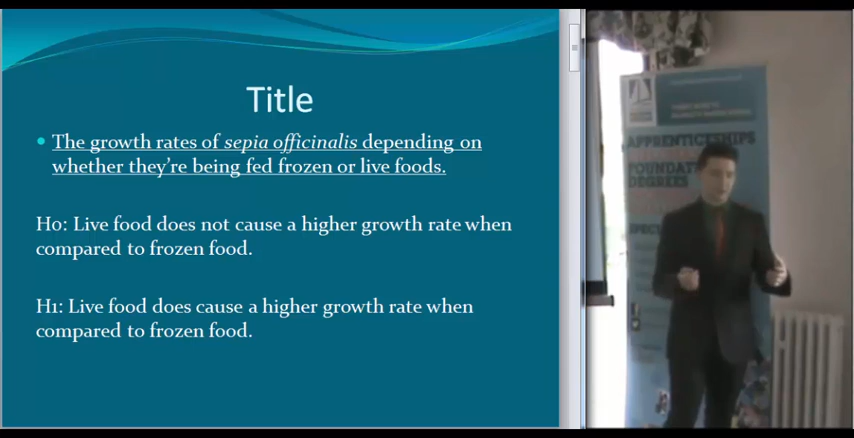 Title
The growth rates of sepia officinalis depending on
whether they're being fed frozen or live foods.
H0: Live food does not cause a higher growth rate when
compared to frozen food.
H1: Live food does cause a higher growth rate when
compared to frozen food.
APPRENTICESHIPS
FOUNDATION
DEGREES